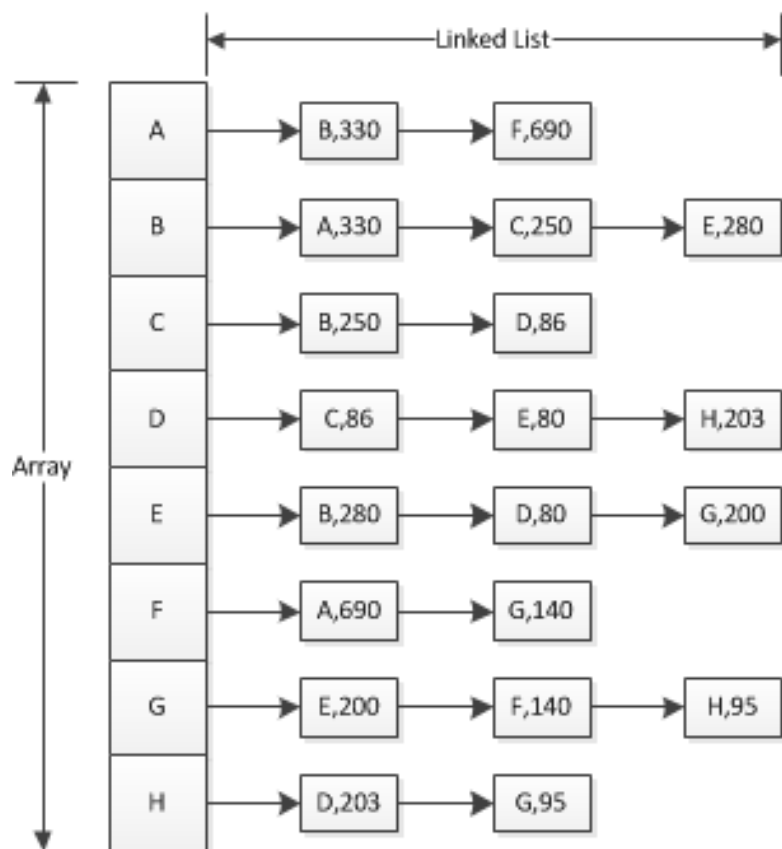 Linked List
A B,330 F,690
B A,330 C,250 E,280
C B,250 D,86
D C,86 E,80 H,203
Array
E B,280 D,80 G,200
F A,690 G,140
G E,200 F,140 H,95
H D,203 G,95